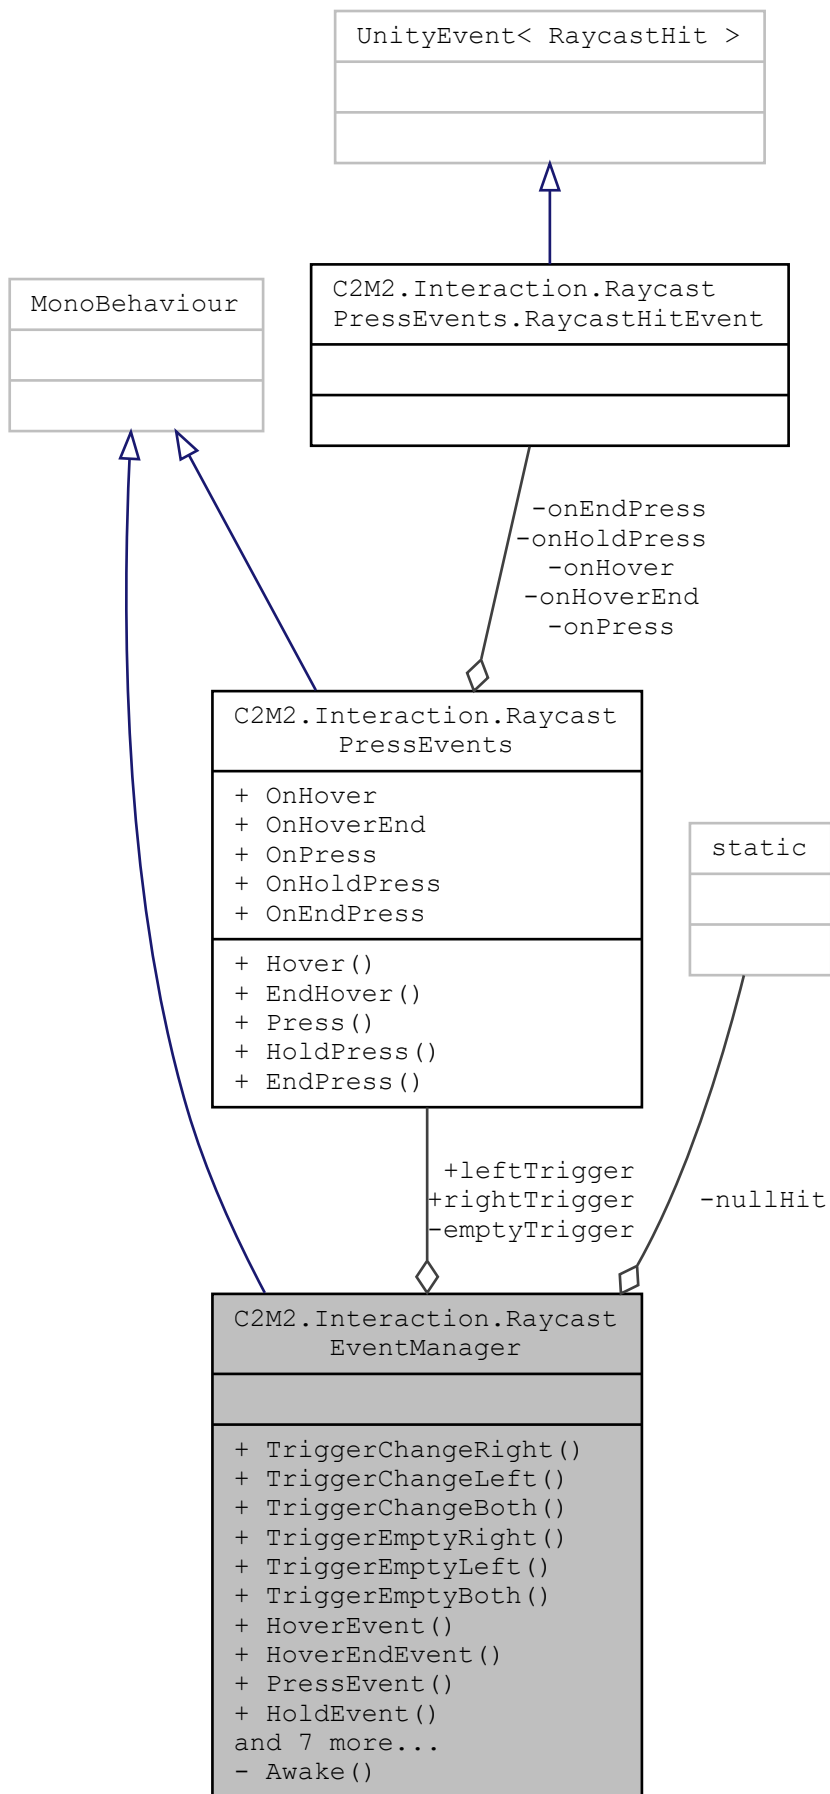 UnityEvent< RaycastHit >
MonoBehaviour
C2M2.Interaction.Raycast
PressEvents.RaycastHitEvent
-onEndPress
-onHoldPress
-onHover
-onHoverEnd
-onPress
C2M2.Interaction.Raycast
PressEvents
+ OnHover
+ OnHoverEnd
+ OnPress
+ OnHoldPress
+ OnEndPress
+ Hover()
+ EndHover()
+ Press()
+ HoldPress()
+ EndPress()
static
+leftTrigger
+rightTrigger
-emptyTrigger
-nullHit
C2M2.Interaction.Raycast
EventManager
+ TriggerChangeRight()
+ TriggerChangeLeft()
+ TriggerChangeBoth()
+ TriggerEmptyRight()
+ TriggerEmptyLeft()
+ TriggerEmptyBoth()
+ HoverEvent()
+ HoverEndEvent()
+ PressEvent()
+ HoldEvent()
and 7 more...
- Awake()